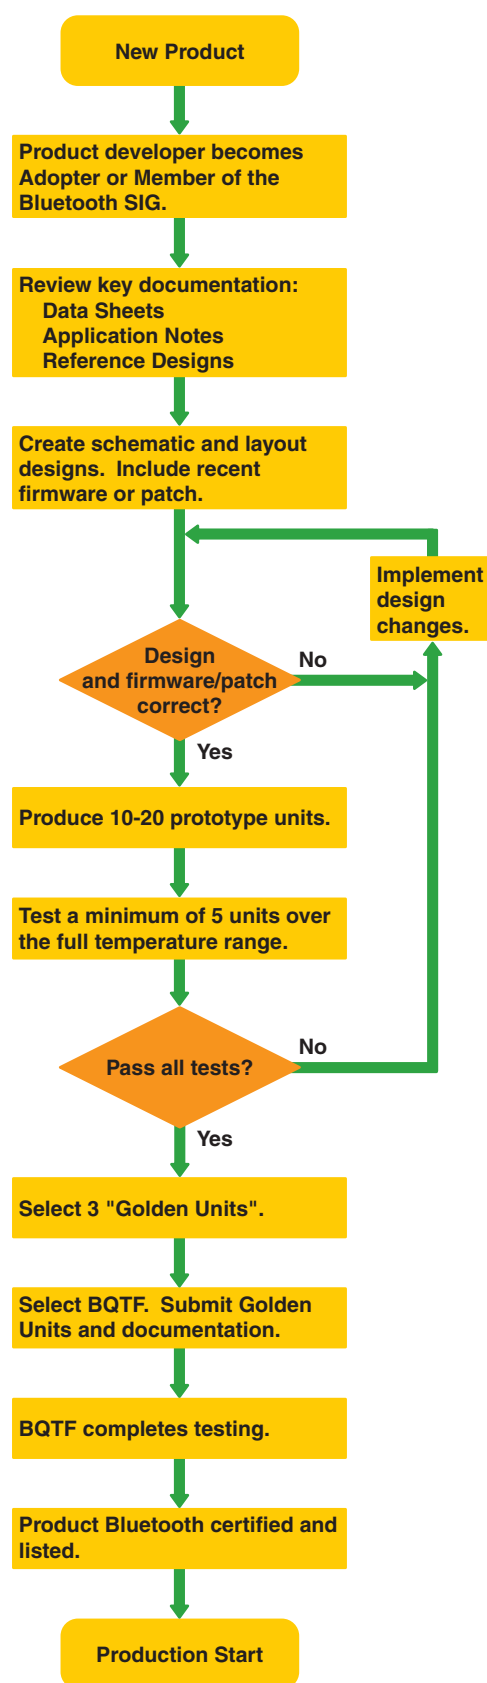 New Product
Product developer becomes
Adopter or Member of the
Bluetooth SIG.
Review key documentation:
Data Sheets
Application Notes
Reference Designs
Create schematic and layout
designs.  Include recent
firmware or patch.
Implement
design
changes.
Design
and firmware/patch
correct?
No
Yes
Produce 10-20 prototype units.
Test a minimum of 5 units over
the full temperature range.
Pass all tests?
No
Yes
Select 3 "Golden Units".
Select BQTF.  Submit Golden
Units and documentation.
BQTF completes testing.
Product Bluetooth certified and
listed.
Production Start